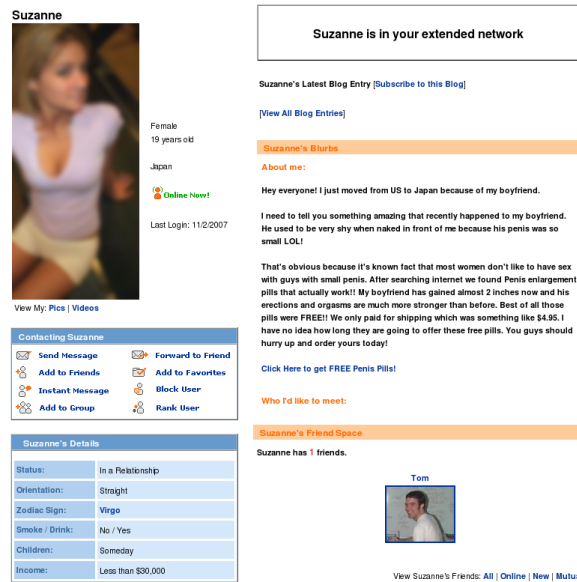 Suzanne
Female
19 years old
Japan
Online Now!
Last Login: 11/2/2007
View My: Pics | Videos
Contacting Suzanne
Send Message
Forward to Friend
Add to Friends
Add to Favorites
Instant Message
Block User
Add to Group
Rank User
Suzanne's Details
Status: In a Relationship
Orientation: Straight
Zodiac Sign: Virgo
Smoke / Drink: No / Yes
Children: Someday
Income: Less than $30,000
Suzanne is in your extended network
Suzanne's Latest Blog Entry [Subscribe to this Blog]
[View All Blog Entries]
Suzanne's Blurbs
About me:
Hey everyone! I just moved from US to Japan because of my boyfriend.
I need to tell you something amazing that recently happened to my boyfriend.
He used to be very shy when naked in front of me because his penis was so
small LOL!
That's obvious because it's known fact that most women don't like to have sex
with guys with small penis. After searching internet we found Penis enlargement
pills that actually work!! My boyfriend has gained almost 2 inches now and his
erections and orgasms are much more stronger than before. Best of all those
pills were FREE!! We only paid for shipping which was something like $4.95. I
have no idea how long they are going to offer these free pills. You guys should
hurry up and order yours today!
Click Here to get FREE Penis Pills!
Who I'd like to meet:
Suzanne's Friend Space
Suzanne has 1 friends.
Tom
View Suzanne's Friends: All | Online | New | Mutu